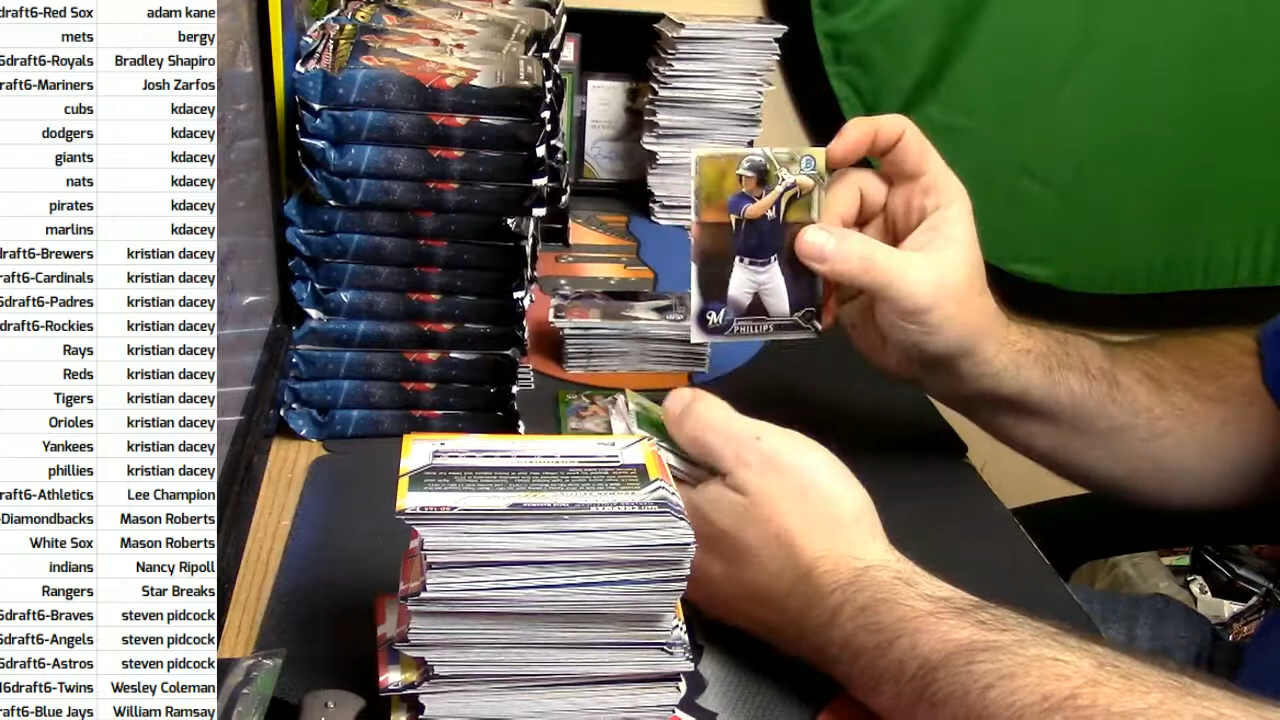 draft6-Red Sox adam kane
mets bergy
6draft6-Royals Bradley Shapiro
raft6-Mariners Josh Zarfos
cubs kdacey
dodgers kdacey
giants kdacey
nats kdacey
pirates kdacey
marlins kdacey
raft6-Brewers kristian dacey
raft6-Cardinals kristian dacey
6draft6-Padres kristian dacey
draft6-Rockies kristian dacey
Rays kristian dacey
Reds kristian dacey
Tigers kristian dacey
Orioles kristian dacey
Yankees kristian dacey
phillies kristian dacey
raft6-Athletics Lee Champion
-Diamondbacks Mason Roberts
White Sox Mason Roberts
indians Nancy Ripoll
Rangers Star Breaks
6draft6-Braves steven pidcock
6draft6-Angels steven pidcock
6draft6-Astros steven pidcock
16draft6-Twins Wesley Coleman
raft6-Blue Jays William Ramsay
M
M
PHILLIPS